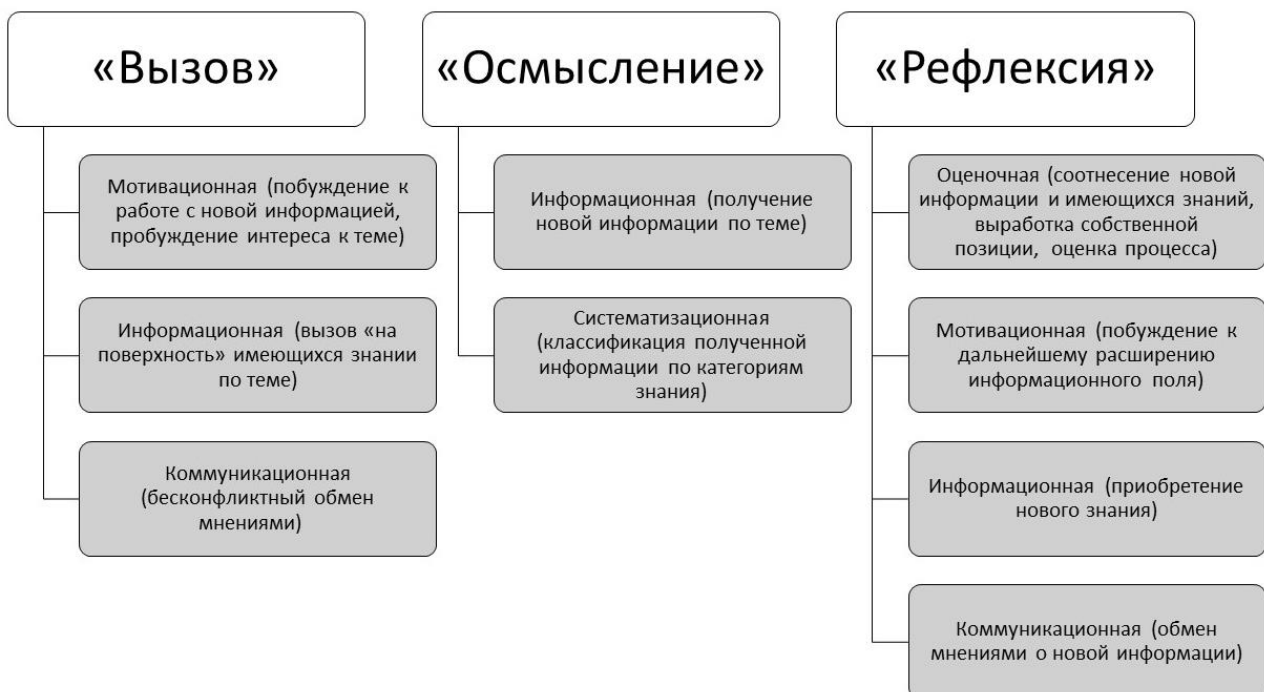 «Вызов»
Мотивационная (побуждение к
работе с новой информацией,
пробуждение интереса к теме)
Информационная (вызов «на
поверхность» имеющихся знании
по теме)
Коммуникационная
(бесконфликтный обмен
мнениями)
«Осмысление»
Информационная (получение
новой информации по теме)
Систематизационная
(классификация полученной
информации по категориям
знания)
«Рефлексия»
Оценочная (соотнесение новой
информации и имеющихся знаний,
выработка собственной
позиции, оценка процесса)
Мотивационная (побуждение к
дальнейшему расширению
информационного поля)
Информационная (приобретение
нового знания)
Коммуникационная (обмен
мнениями о новой информации)